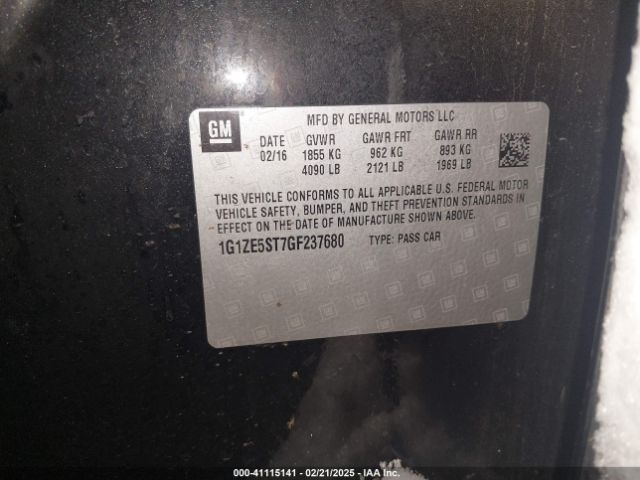 GM
MFD BY GENERAL MOTORS LLC
DATE GVWR GAWR FRT GAWR RR
02/16 1855 KG 962 KG 893 KG
4090 LB 2121 LB 1969 LB
THIS VEHICLE CONFORMS TO ALL APPLICABLE U.S. FEDERAL MOTOR
VEHICLE SAFETY, BUMPER, AND THEFT PREVENTION STANDARDS IN
EFFECT ON THE DATE OF MANUFACTURE SHOWN ABOVE.
1G1ZE5ST7GF237680 TYPE: PASS CAR
000-41115141 - 02/21/2025 - IAA Inc.